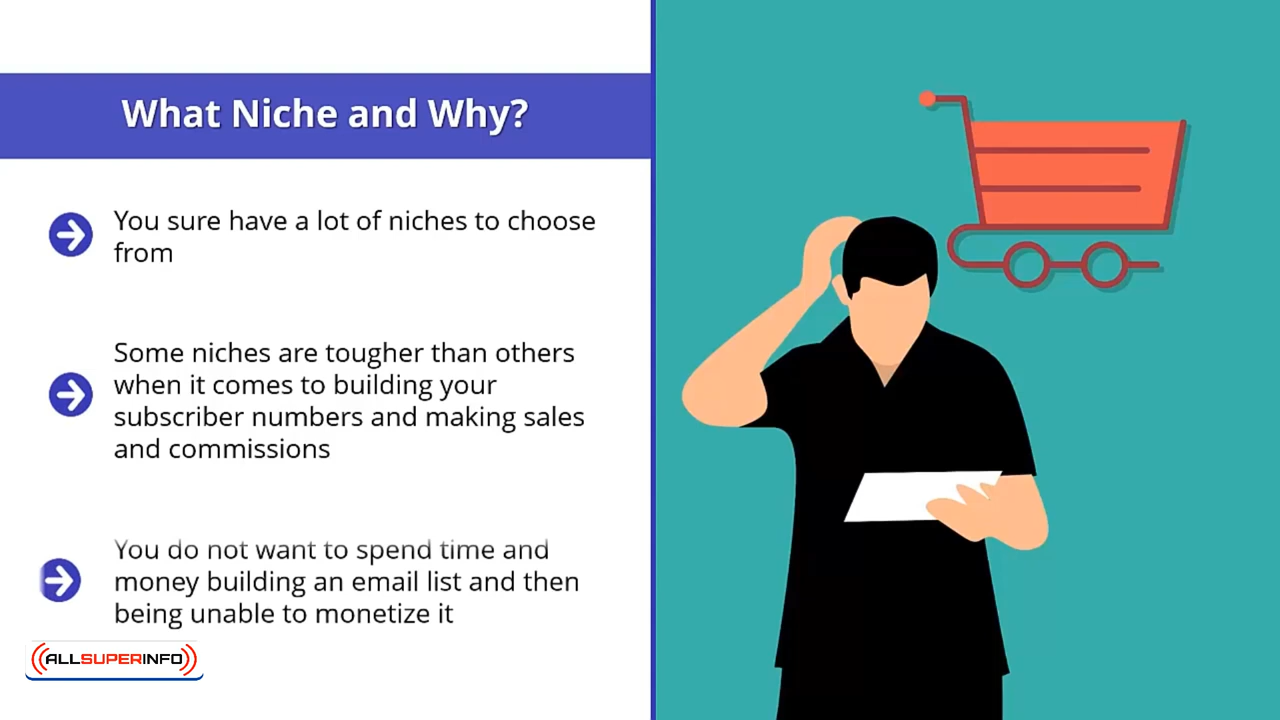 What Niche and Why?
You sure have a lot of niches to choose
from
Some niches are tougher than others
when it comes to building your
subscriber numbers and making sales
and commissions
You do not want to spend time and
money building an email list and then
being unable to monetize it
ALLSUPERINFO